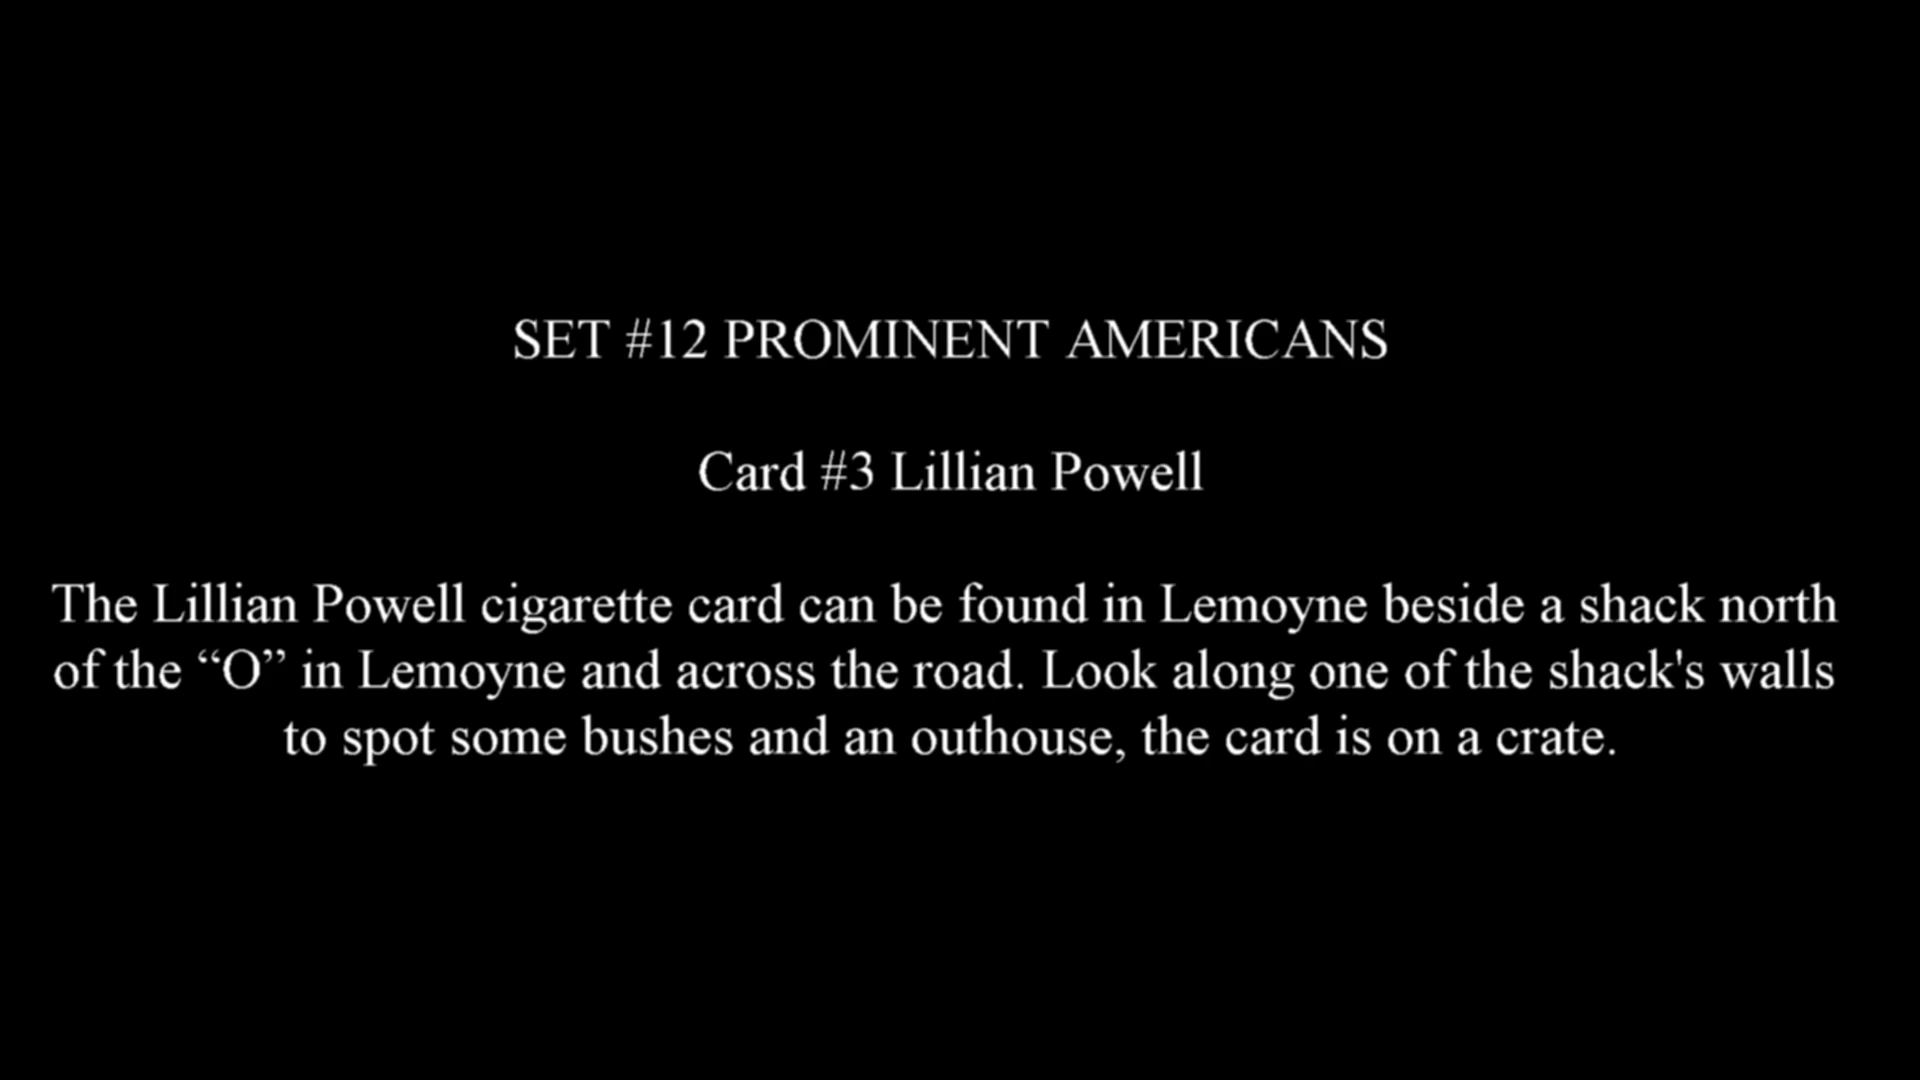 SET #12 PROMINENT AMERICANS
Card #3 Lillian Powell
The Lillian Powell cigarette card can be found in Lemoyne beside a shack north
of the “O” in Lemoyne and across the road. Look along one of the shack's walls
to spot some bushes and an outhouse, the card is on a crate.